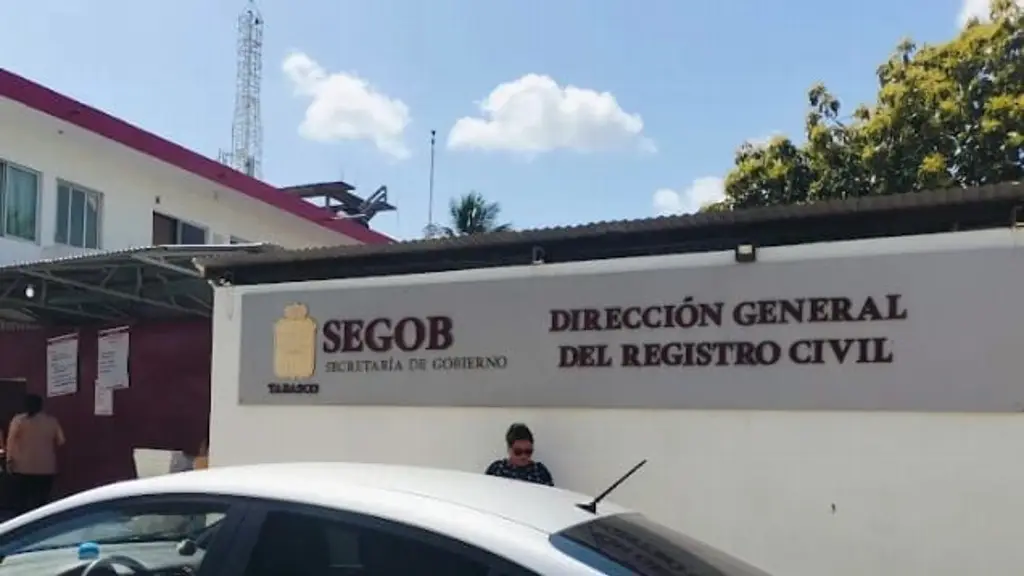 SEGOB
SECRETARÍA DE GOBIERNO
TABASCO
DIRECCIÓN GENERAL
DEL REGISTRO CIVIL